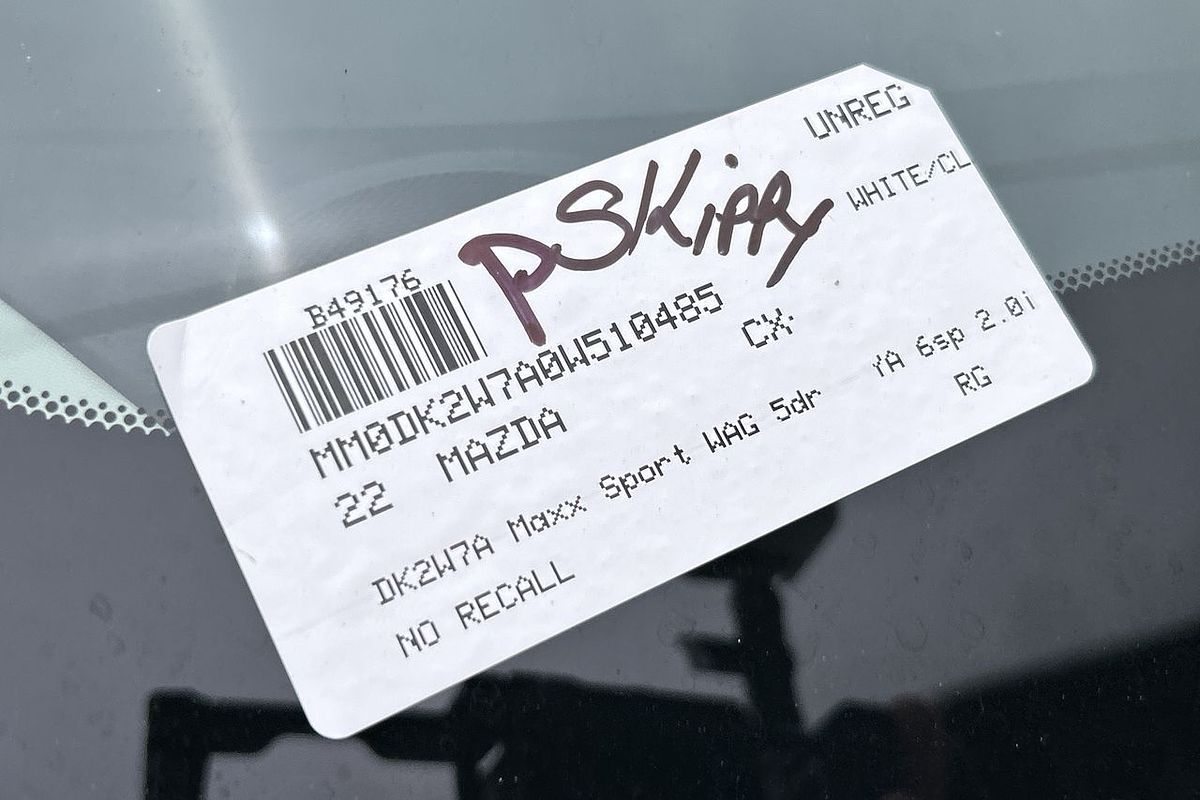 UNREG
PSKippy
WHITE/CL
B49176
MM0DK2W7A0W510485
22 MAZDA CX-
DK2W7A Maxx Sport WAG 5dr YA 6sp 2.0i
NO RECALL RG